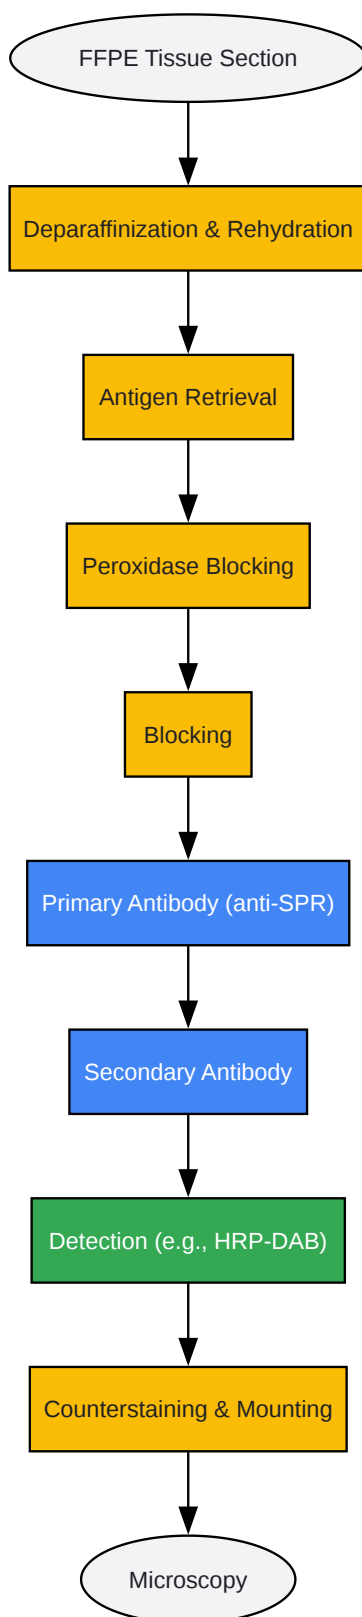 FFPE Tissue Section
Deparaffinization & Rehydration
Antigen Retrieval
Peroxidase Blocking
Blocking
Primary Antibody (anti-SPR)
Secondary Antibody
Detection (e.g., HRP-DAB)
Counterstaining & Mounting
Microscopy